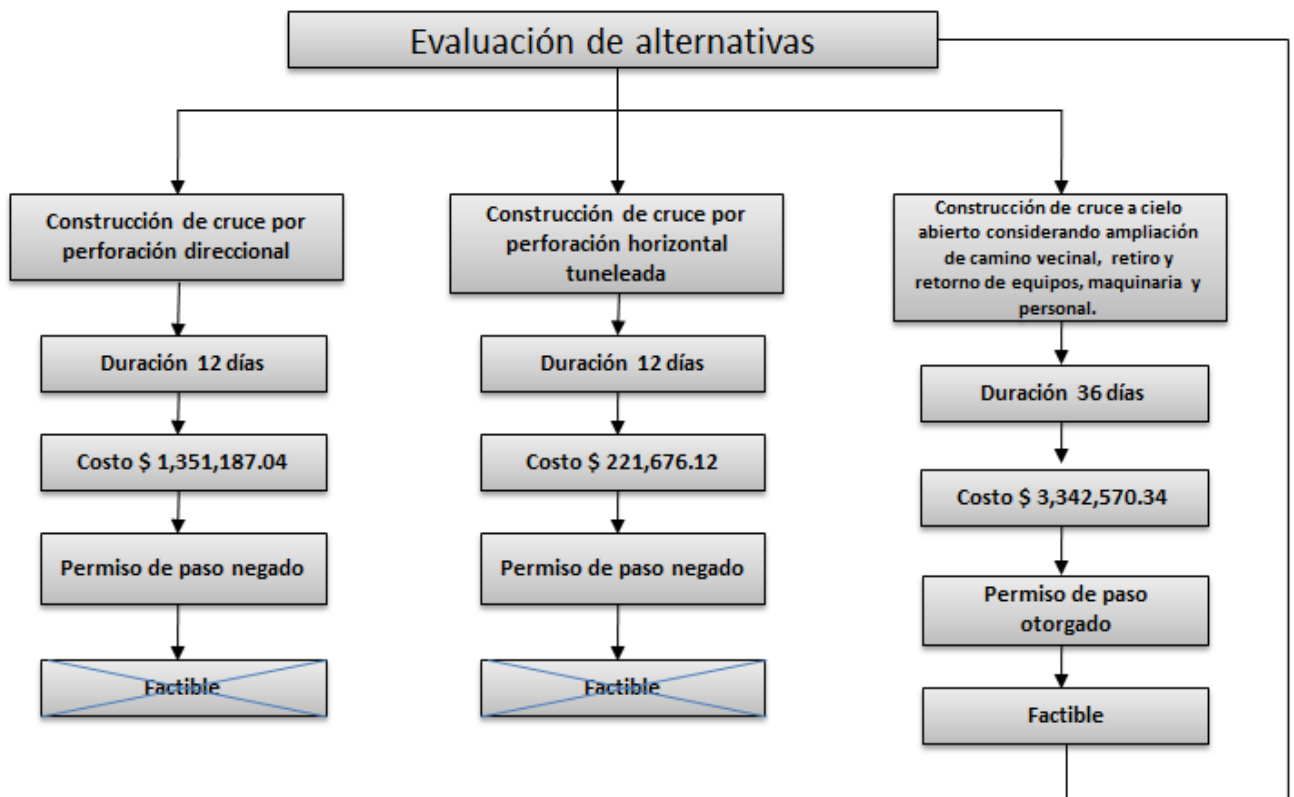 Evaluación de alternativas
Construcción de cruce por
perforación direccional
Duración 12 días
Costo $ 1,351,187.04
Permiso de paso negado
Factible
Construcción de cruce por
perforación horizontal
tuneleada
Duración 12 días
Costo $ 221,676.12
Permiso de paso negado
Factible
Construcción de cruce a cielo
abierto considerando ampliación
de camino vecinal, retiro y
retorno de equipos, maquinaria y
personal.
Duración 36 días
Costo $ 3,342,570.34
Permiso de paso
otorgado
Factible